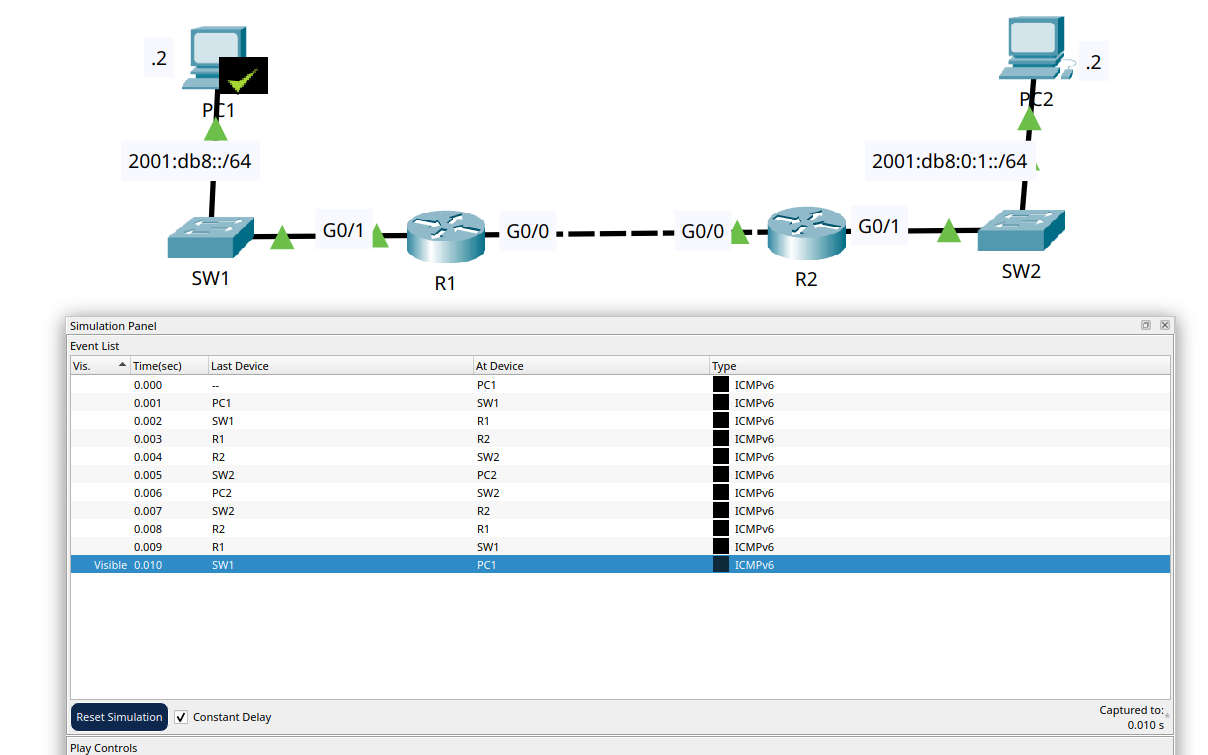 .2
PC1
2001:db8::/64
SW1
G0/1
R1
G0/0
G0/0
R2
G0/1
2001:db8:0:1::/64
PC2
.2
SW2
Simulation Panel
Event List
Vis. Time(sec) Last Device At Device Type
0.000 -- PC1 ICMPv6
0.001 PC1 SW1 ICMPv6
0.002 SW1 R1 ICMPv6
0.003 R1 R2 ICMPv6
0.004 R2 SW2 ICMPv6
0.005 SW2 PC2 ICMPv6
0.006 PC2 SW2 ICMPv6
0.007 SW2 R2 ICMPv6
0.008 R2 R1 ICMPv6
0.009 R1 SW1 ICMPv6
Visible 0.010 SW1 PC1 ICMPv6
Reset Simulation Constant Delay
Captured to: *
0.010 s
Play Controls